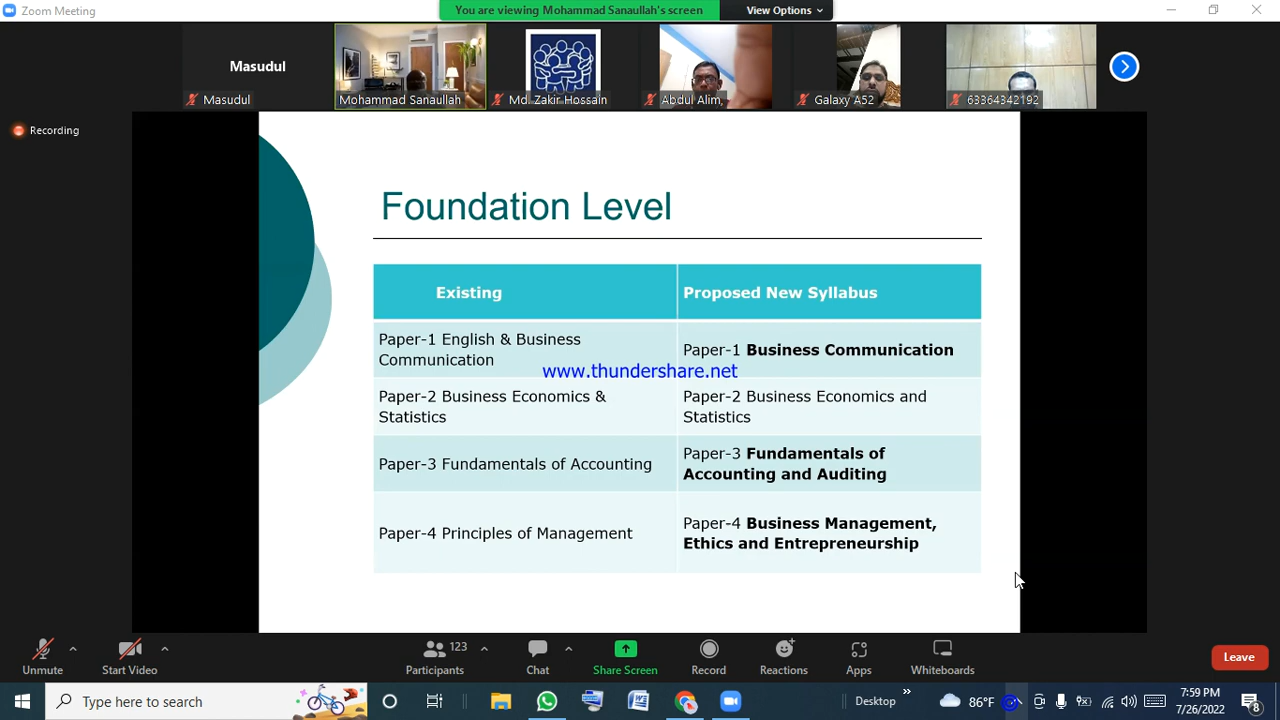 Zoom Meeting
You are viewing Mohammad Sanaullah's screen
View Options
Masudul
Masudul
Mohammad Sanaullah
Md. Zakir Hossain
Abdul Alim,
Galaxy A52
63364342192
Recording
Foundation Level
Existing
Proposed New Syllabus
Paper-1 English & Business
Communication
Paper-1 Business Communication
www.thundershare.net
Paper-2 Business Economics &
Statistics
Paper-2 Business Economics and
Statistics
Paper-3 Fundamentals of Accounting
Paper-3 Fundamentals of
Accounting and Auditing
Paper-4 Principles of Management
Paper-4 Business Management,
Ethics and Entrepreneurship
Unmute
Start Video
Participants
123
Chat
Share Screen
Record
Reactions
Apps
Whiteboards
Leave
Type here to search
Desktop
86°F
7:59 PM
7/26/2022
8